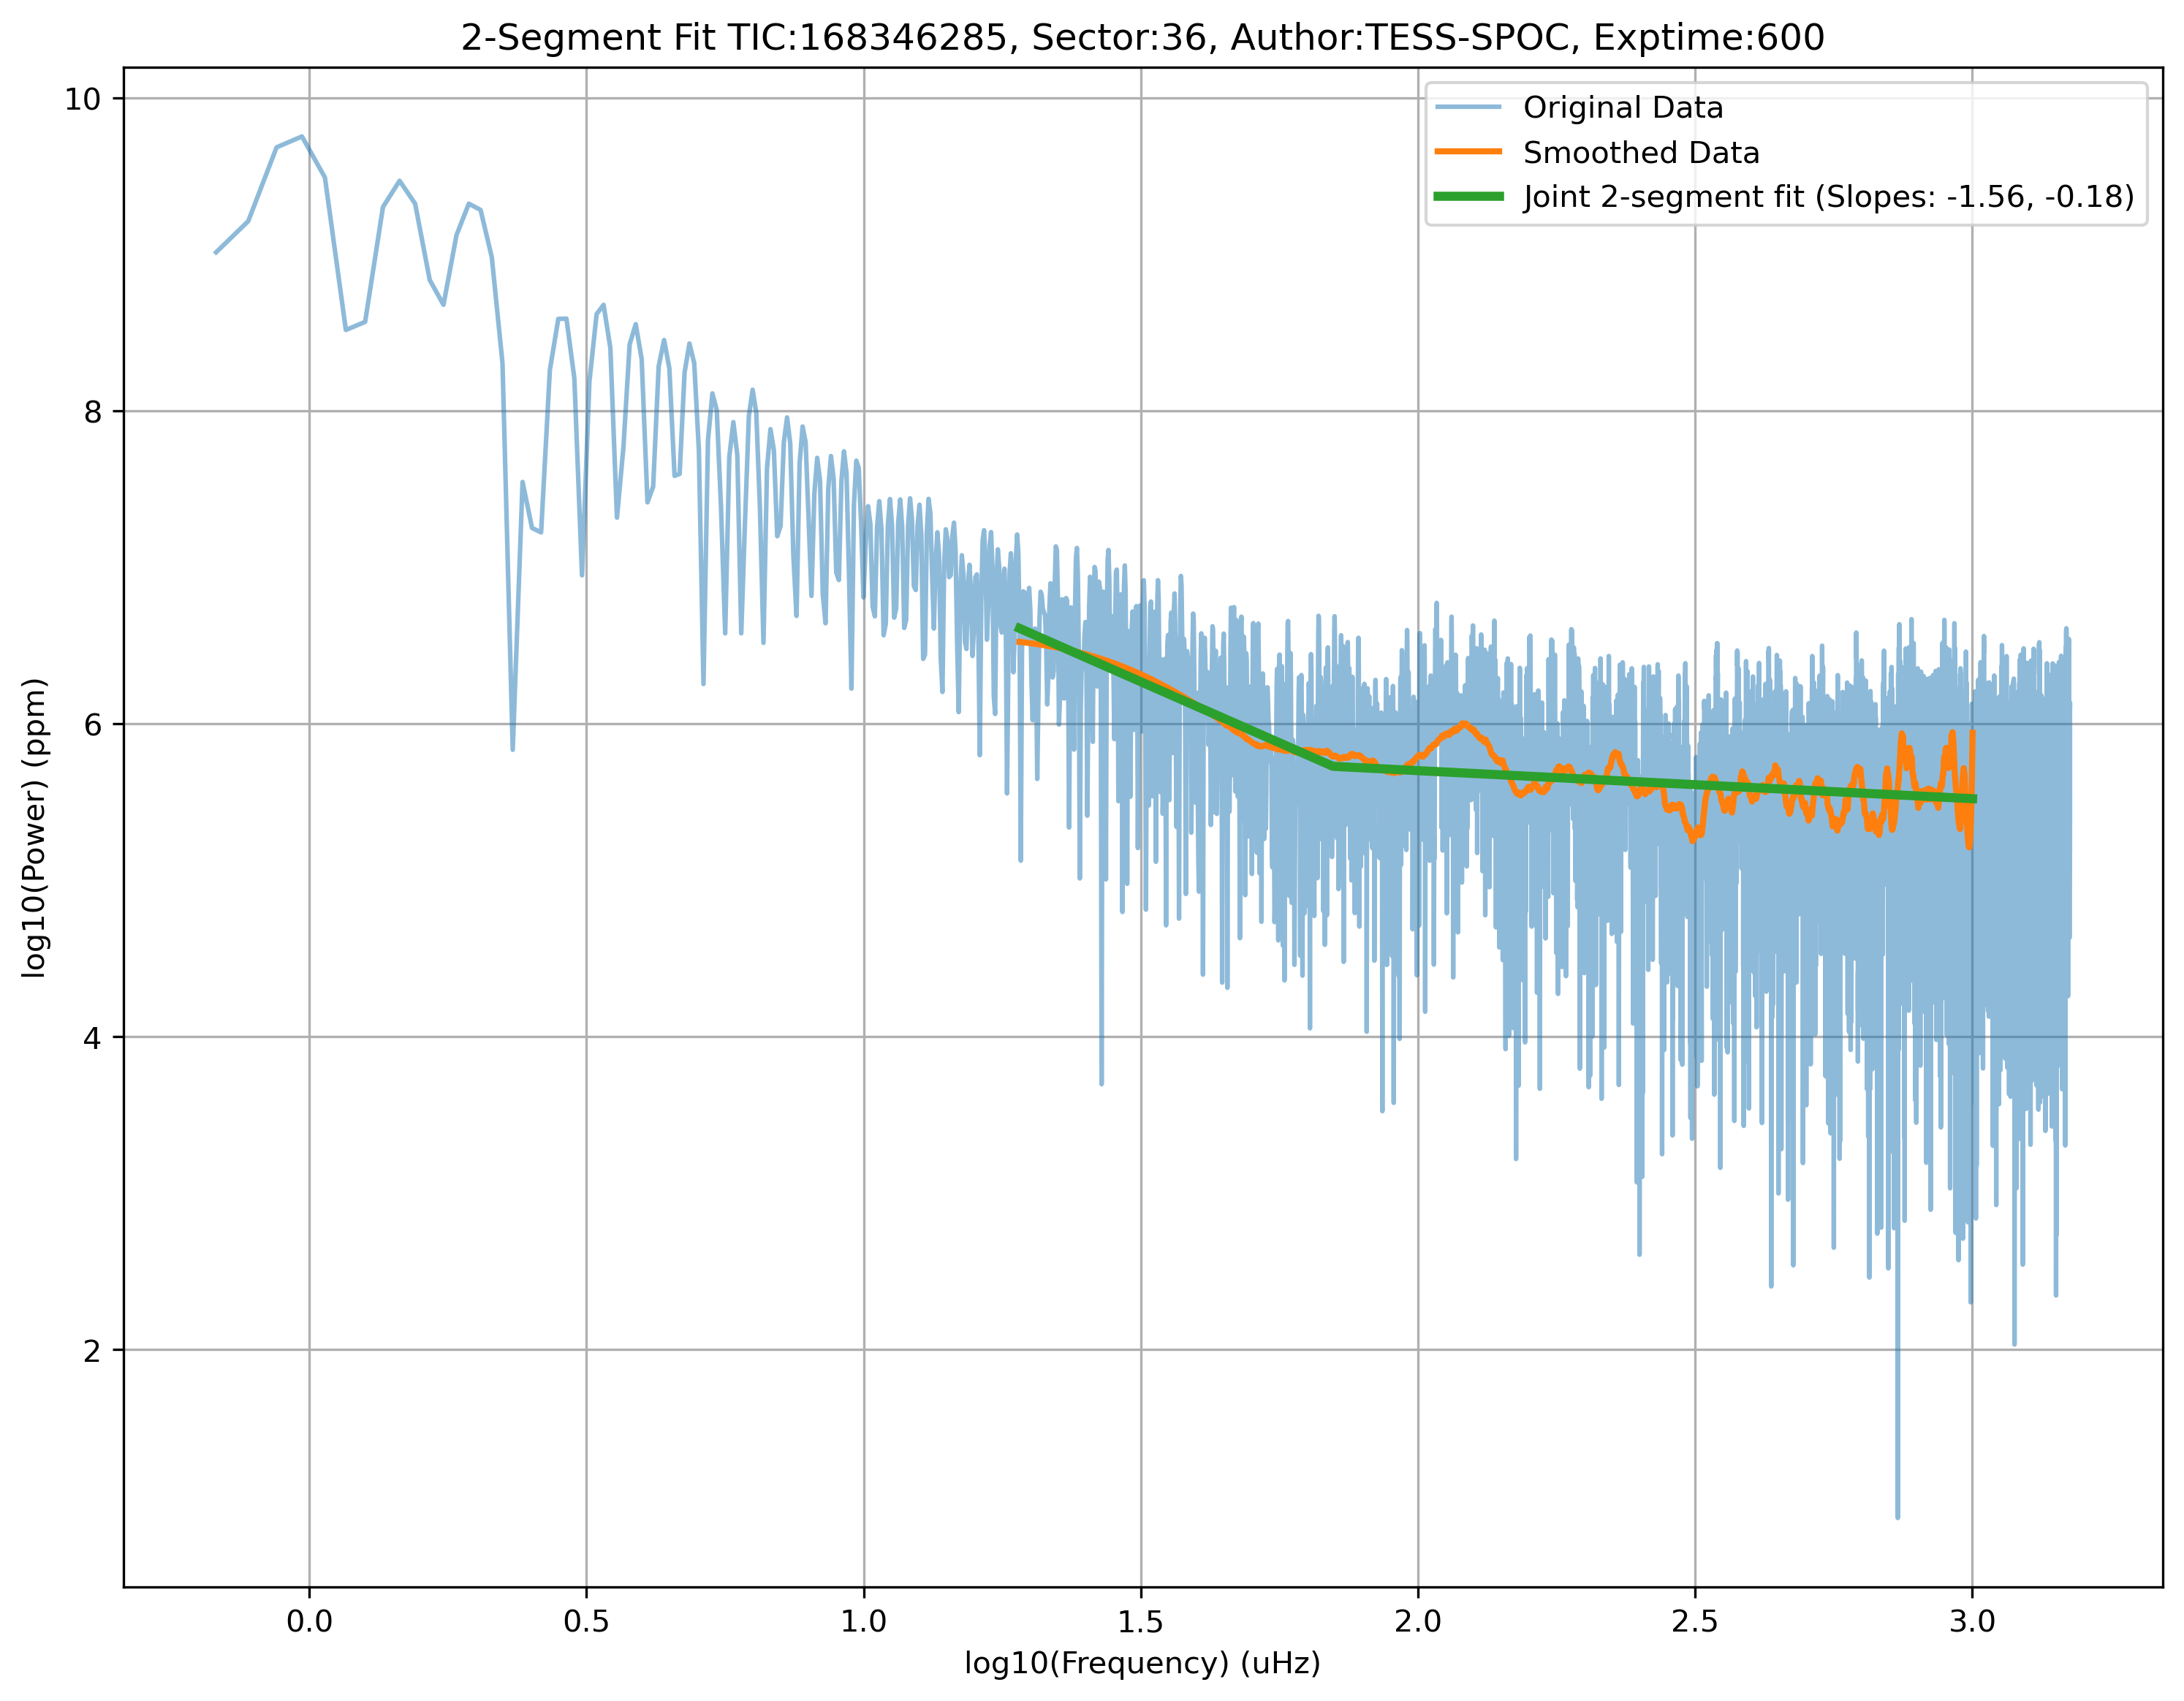 2-Segment Fit TIC:168346285, Sector:36, Author:TESS-SPOC, Exptime:600
Original Data
Smoothed Data
Joint 2-segment fit (Slopes: -1.56, -0.18)
log10(Power) (ppm)
10
8
6
4
2
0.0 0.5 1.0 1.5 2.0 2.5 3.0
log10(Frequency) (uHz)